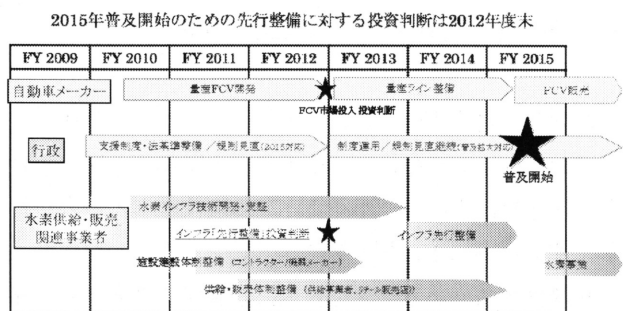 2015年普及開始のための先行整備に対する投資判断は2012年度末
FY 2009 FY 2010 FY 2011 FY 2012 FY 2013 FY 2014 FY 2015
自動車メーカー 量産FCV開発 量産ライン整備 FCV販売
FCV市場投入 投資判断
行政 支援制度・法基準整備／規制見直(2015対応) 制度運用／規制見直継続(普及拡大対応)
普及開始
水素インフラ技術開発・実証
水素供給・販売
関連事業者
インフラ「先行整備」投資判断 インフラ先行整備
施設建設体制整備 (コントラクター/機器メーカー) 水素事業
供給・販売体制整備 (供給事業者、リテール販売店)